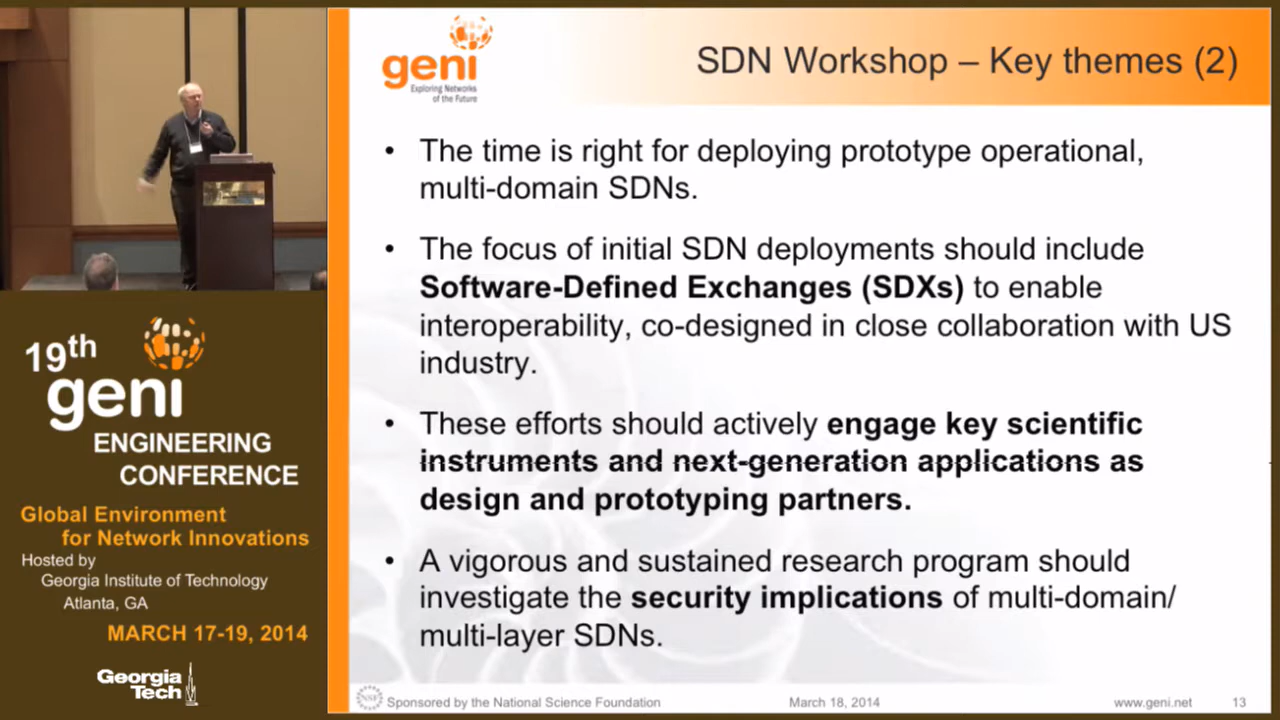 geni
Exploring Networks
of the Future
SDN Workshop – Key themes (2)
• The time is right for deploying prototype operational,
multi-domain SDNs.
• The focus of initial SDN deployments should include
Software-Defined Exchanges (SDXs) to enable
interoperability, co-designed in close collaboration with US
industry.
• These efforts should actively engage key scientific
instruments and next-generation applications as
design and prototyping partners.
• A vigorous and sustained research program should
investigate the security implications of multi-domain/
multi-layer SDNs.
NSF
Sponsored by the National Science Foundation
March 18, 2014
www.geni.net
13
19th
geni
ENGINEERING
CONFERENCE
Global Environment
for Network Innovations
Hosted by
Georgia Institute of Technology
Atlanta, GA
MARCH 17-19, 2014
Georgia
Tech